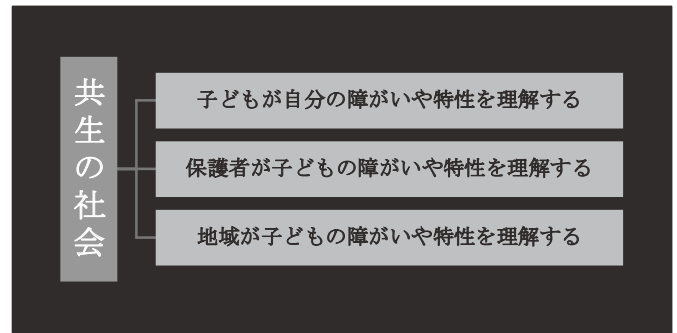 共生の社会
子どもが自分の障がいや特性を理解する
保護者が子どもの障がいや特性を理解する
地域が子どもの障がいや特性を理解する